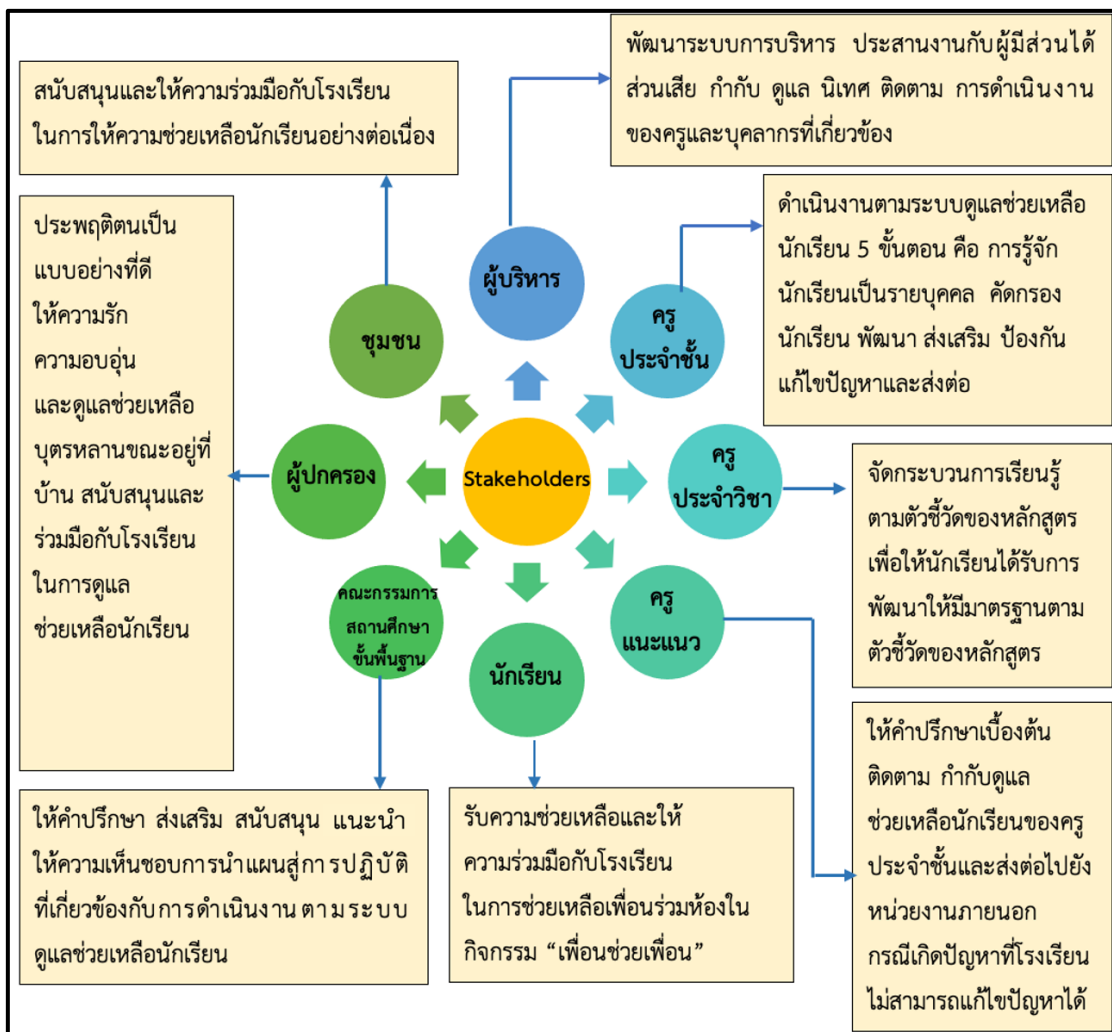 พัฒนาระบบการบริหาร ประสานงานกับผู้มีส่วนได้
ส่วนเสีย กำกับ ดูแล นิเทศ ติดตาม การดำเนินงาน
ของครูและบุคลากรที่เกี่ยวข้อง
สนับสนุนและให้ความร่วมมือกับโรงเรียน
ในการให้ความช่วยเหลือนักเรียนอย่างต่อเนื่อง
ดำเนินงานตามระบบดูแลช่วยเหลือ
นักเรียน 5 ขั้นตอน คือ การรู้จัก
นักเรียนเป็นรายบุคคล คัดกรอง
นักเรียน พัฒนา ส่งเสริม ป้องกัน
แก้ไขปัญหาและส่งต่อ
ประพฤติตนเป็น
แบบอย่างที่ดี
ให้ความรัก
ความอบอุ่น
และดูแลช่วยเหลือ
บุตรหลานขณะอยู่ที่
บ้าน สนับสนุนและ
ร่วมมือกับโรงเรียน
ในการดูแล
ช่วยเหลือนักเรียน
ผู้บริหาร
ชุมชน
ครู
ประจำชั้น
ผู้ปกครอง
Stakeholders
ครู
ประจำวิชา
จัดกระบวนการเรียนรู้
ตามตัวชี้วัดของหลักสูตร
เพื่อให้นักเรียนได้รับการ
พัฒนาให้มีมาตรฐานตาม
ตัวชี้วัดของหลักสูตร
คณะกรรมการ
สถานศึกษา
ขั้นพื้นฐาน
นักเรียน
ครู
แนะแนว
ให้คำปรึกษาเบื้องต้น
ติดตาม กำกับดูแล
ช่วยเหลือนักเรียนของครู
ประจำชั้นและส่งต่อไปยัง
หน่วยงานภายนอก
กรณีเกิดปัญหาที่โรงเรียน
ไม่สามารถแก้ไขปัญหาได้
ให้คำปรึกษา ส่งเสริม สนับสนุน แนะนำ
ให้ความเห็นชอบการนำแผนสู่การปฏิบัติ
ที่เกี่ยวข้องกับการดำเนินงานตามระบบ
ดูแลช่วยเหลือนักเรียน
รับความช่วยเหลือและให้
ความร่วมมือกับโรงเรียน
ในการช่วยเหลือเพื่อนร่วมห้องใน
กิจกรรม “เพื่อนช่วยเพื่อน”